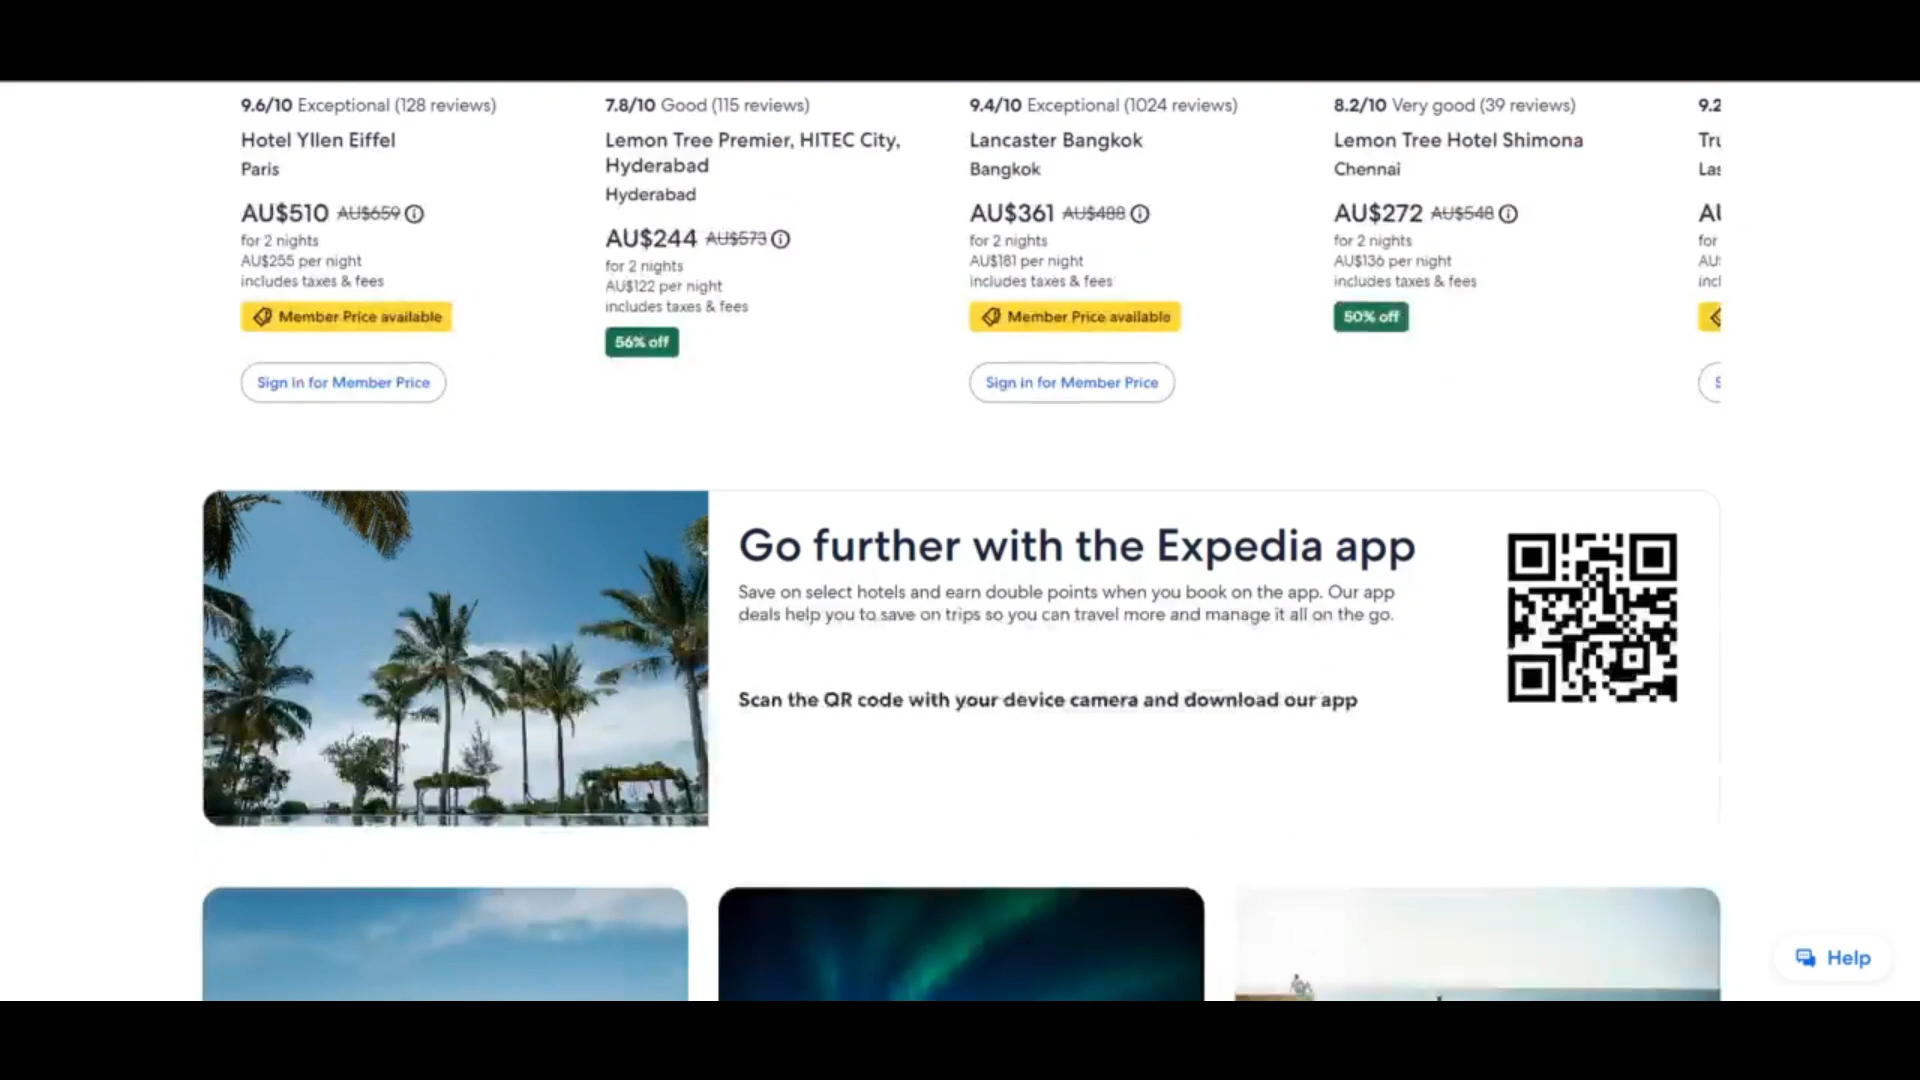 9.6/10 Exceptional (128 reviews)
Hotel Yllen Eiffel
Paris
AU$510 AU$659
for 2 nights
AU$255 per night
includes taxes & fees
Member Price available
Sign in for Member Price
7.8/10 Good (115 reviews)
Lemon Tree Premier, HITEC City,
Hyderabad
Hyderabad
AU$244 AU$573
for 2 nights
AU$122 per night
includes taxes & fees
56% off
9.4/10 Exceptional (1024 reviews)
Lancaster Bangkok
Bangkok
AU$361 AU$488
for 2 nights
AU$181 per night
includes taxes & fees
Member Price available
Sign in for Member Price
8.2/10 Very good (39 reviews)
Lemon Tree Hotel Shimona
Chennai
AU$272 AU$548
for 2 nights
AU$136 per night
includes taxes & fees
50% off
9.2
for
Go further with the Expedia app
Save on select hotels and earn double points when you book on the app. Our app
deals help you to save on trips so you can travel more and manage it all on the go.
Scan the QR code with your device camera and download our app
Help